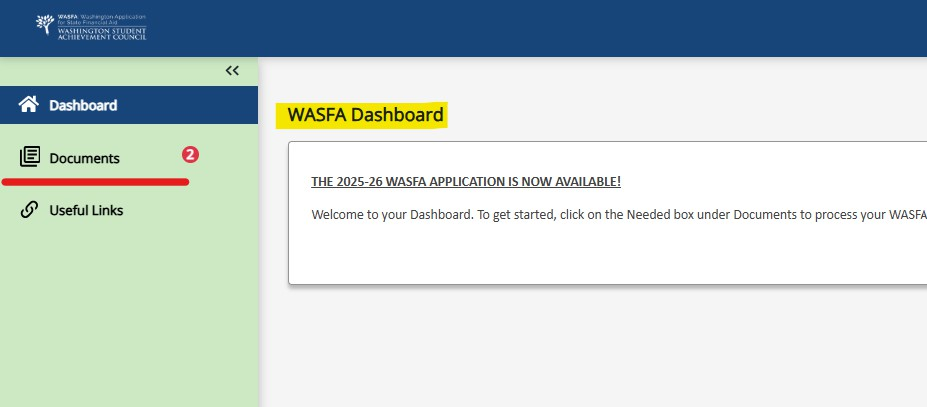 WASFA Washington Application
for State Financial Aid
WASHINGTON STUDENT
ACHIEVEMENT COUNCIL
Dashboard
Documents 2
Useful Links
WASFA Dashboard
THE 2025-26 WASFA APPLICATION IS NOW AVAILABLE!
Welcome to your Dashboard. To get started, click on the Needed box under Documents to process your WASFA